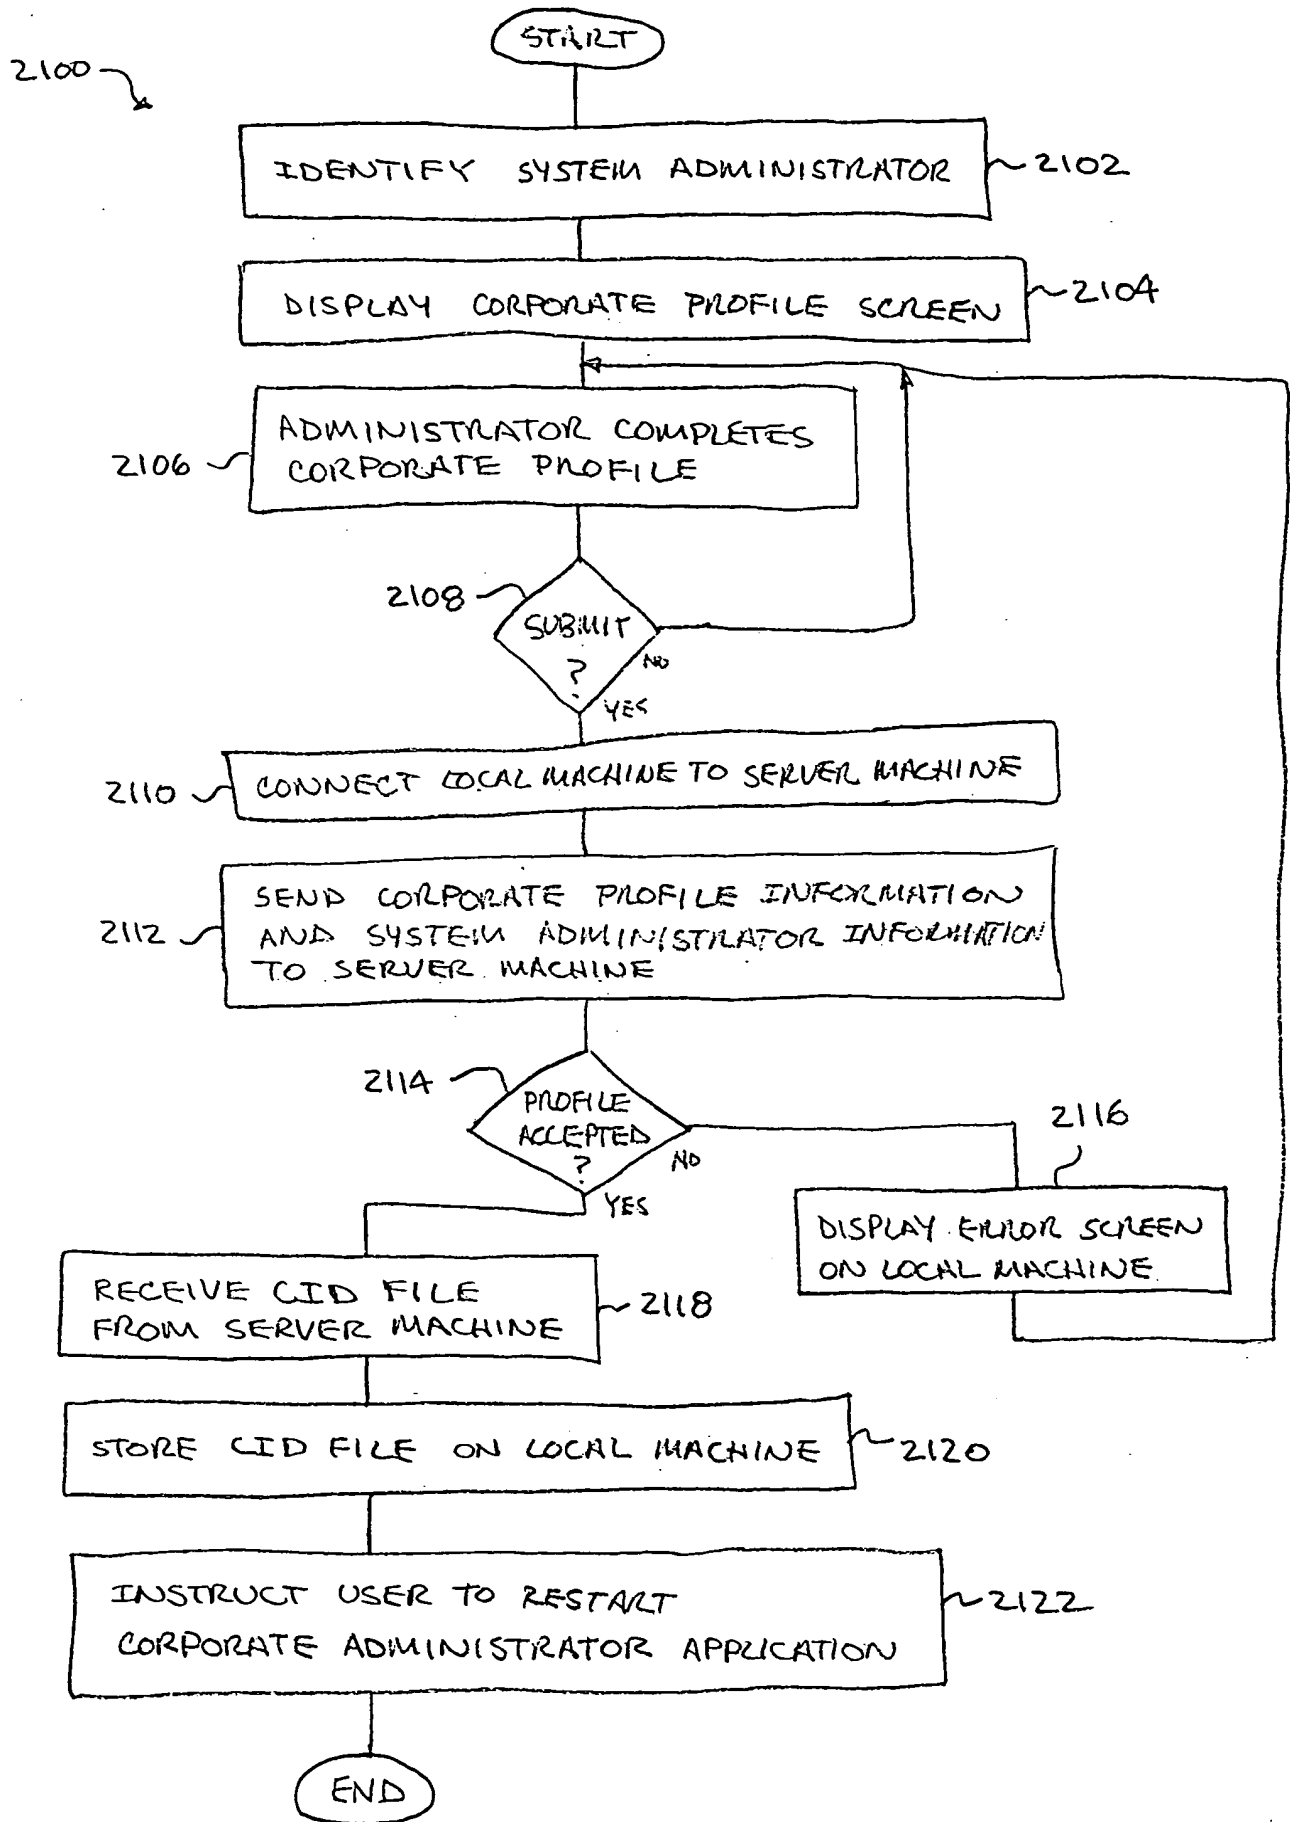 START
2100
IDENTIFY SYSTEM ADMINISTRATOR
2102
DISPLAY CORPORATE PROFILE SCREEN
2104
ADMINISTRATOR COMPLETES
CORPORATE PROFILE
2106
2108
SUBMIT
?
NO
YES
CONNECT LOCAL MACHINE TO SERVER MACHINE
2110
SEND CORPORATE PROFILE INFORMATION
AND SYSTEM ADMINISTRATOR INFORMATION
TO SERVER MACHINE
2112
2114
PROFILE
ACCEPTED
?
NO
YES
2116
DISPLAY ERROR SCREEN
ON LOCAL MACHINE
RECEIVE CID FILE
FROM SERVER MACHINE
2118
STORE CID FILE ON LOCAL MACHINE
2120
INSTRUCT USER TO RESTART
CORPORATE ADMINISTRATOR APPLICATION
2122
END